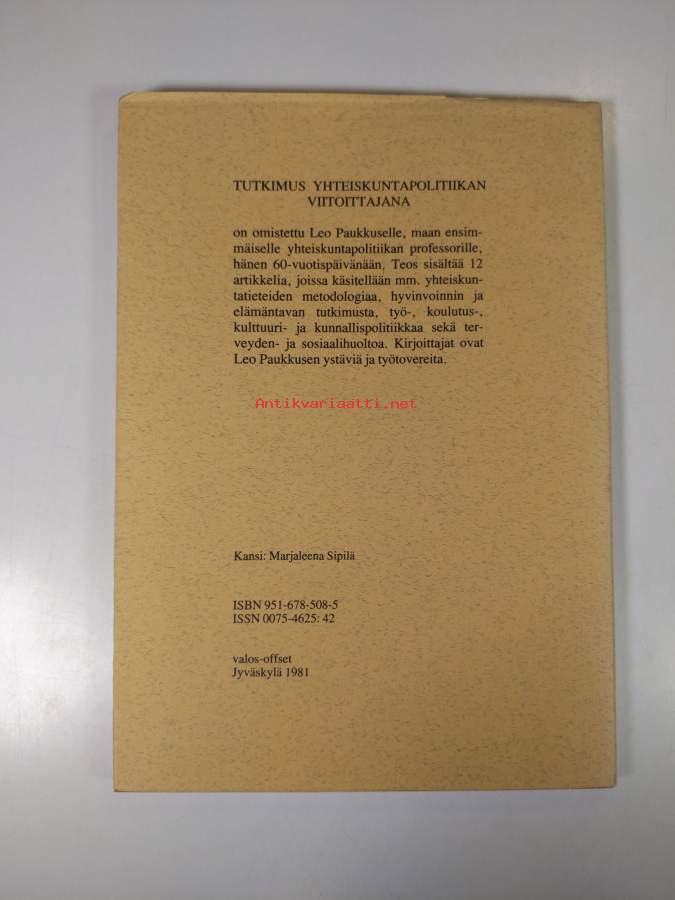 TUTKIMUS YHTEISKUNTAPOLITIIKAN
VIITOITTAJANA
on omistettu Leo Paukkuselle, maan ensim-
mäiselle yhteiskuntapolitiikan professorille,
hänen 60-vuotispäivänään. Teos sisältää 12
artikkelia, joissa käsitellään mm. yhteiskun-
tatieteiden metodologiaa, hyvinvoinnin ja
elämäntavan tutkimusta, työ-, koulutus-,
kulttuuri- ja kunnallispolitiikkaa sekä ter-
veyden- ja sosiaalihuoltoa. Kirjoittajat ovat
Leo Paukkusen ystäviä ja työtovereita.
Antikvariaatti.net
Kansi: Marjaleena Sipilä
ISBN 951-678-508-5
ISSN 0075-4625: 42
valos-offset
Jyväskylä 1981